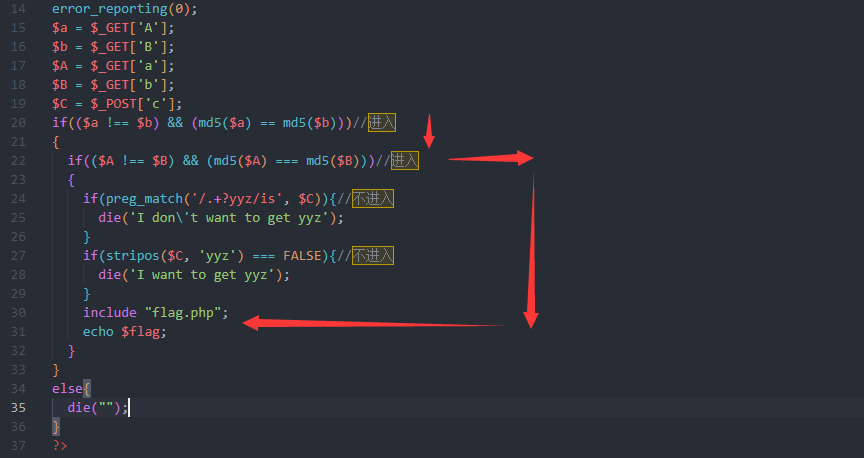 14 error_reporting(0);
15 $a = $_GET['A'];
16 $b = $_GET['B'];
17 $A = $_GET['a'];
18 $B = $_GET['b'];
19 $C = $_POST['c'];
20 if(($a !== $b) && (md5($a) == md5($b)))//进入
21 {
22 if(($A !== $B) && (md5($A) === md5($B)))//进入
23 {
24 if(preg_match('/.+?yyz/is', $C)){//不进入
25 die('I don\'t want to get yyz');
26 }
27 if(stripos($C, 'yyz') === FALSE){//不进入
28 die('I want to get yyz');
29 }
30 include "flag.php";
31 echo $flag;
32 }
33 }
34 else{
35 die("");
36 }
37 ?>